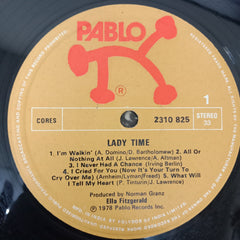 PABLO
®
LADY TIME
CORES
2310 825
1
STEREO
33
1. I'm Walkin' (A. Domino/D. Bartholomew) 2. All Or
Nothing At All (J. Lawrence/A. Altman)
3. I Never Had A Chance (Irving Berlin)
4. I Cried For You (Now It's Your Turn To
Cry Over Me) (Arnheim/Lyman/Freed) 5. What Will
I Tell My Heart (P. Tinturin/J. Lawrence)
Produced by Norman Granz
Ella Fitzgerald
℗ 1978 Pablo Records Inc.